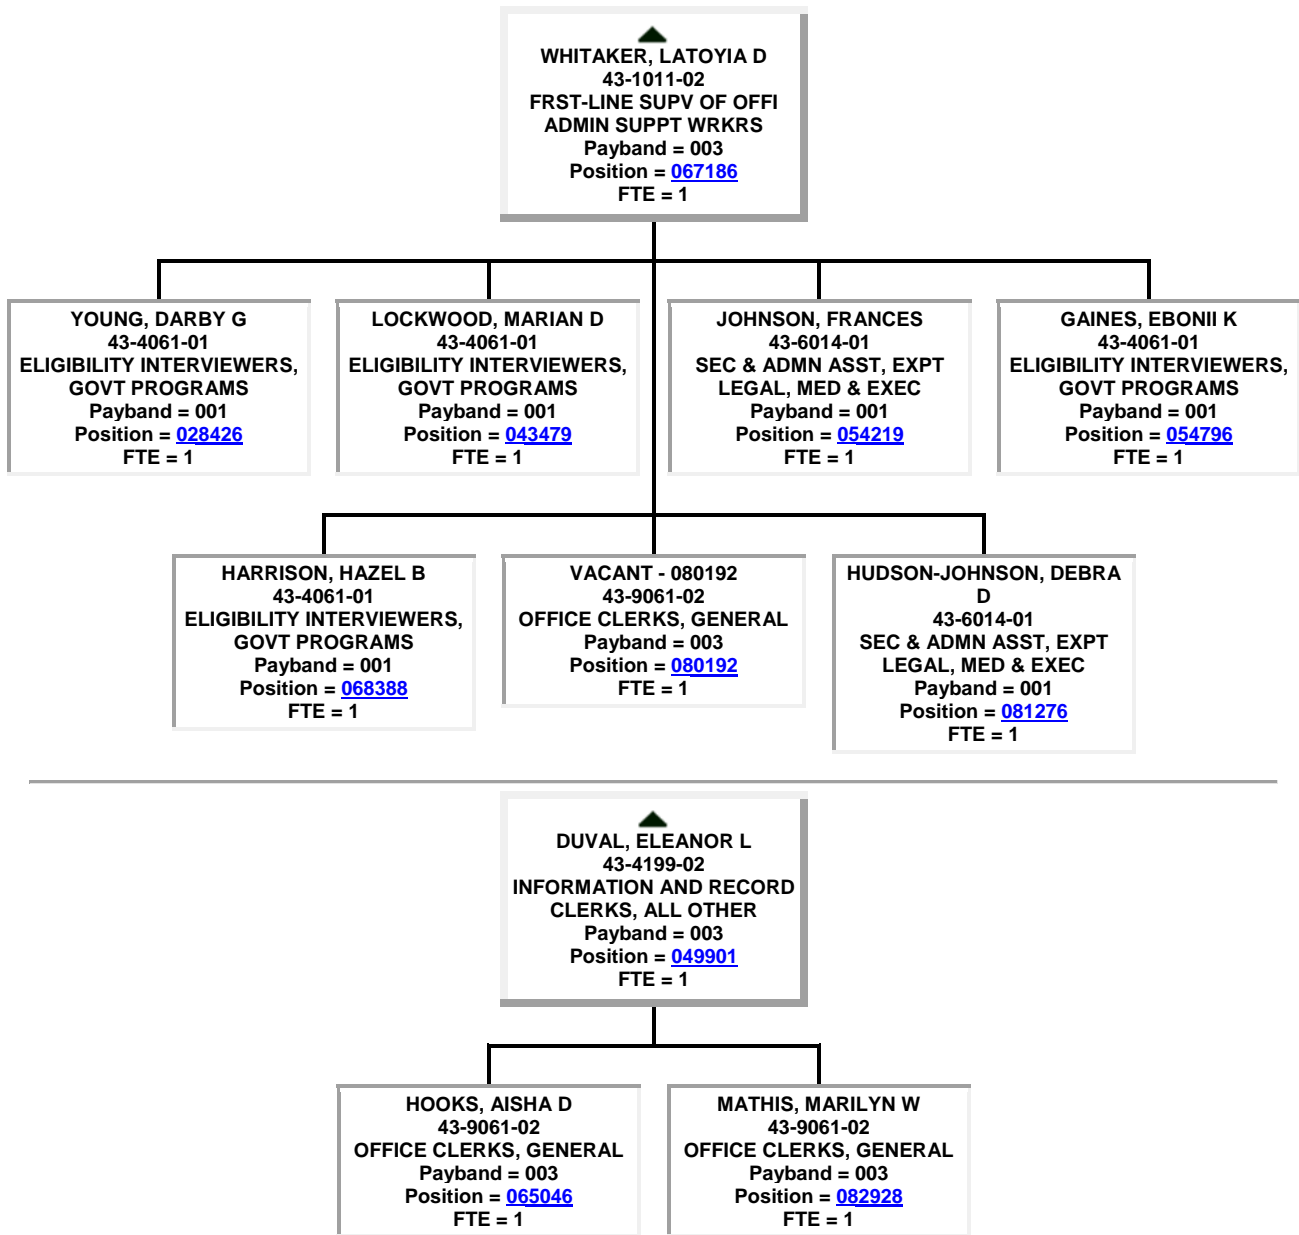 WHITAKER, LATOYIA D
43-1011-02
FRST-LINE SUPV OF OFFI
ADMIN SUPPT WRKRS
Payband = 003
Position = 067186
FTE = 1
YOUNG, DARBY G
43-4061-01
ELIGIBILITY INTERVIEWERS,
GOVT PROGRAMS
Payband = 001
Position = 028426
FTE = 1
LOCKWOOD, MARIAN D
43-4061-01
ELIGIBILITY INTERVIEWERS,
GOVT PROGRAMS
Payband = 001
Position = 043479
FTE = 1
JOHNSON, FRANCES
43-6014-01
SEC & ADMN ASST, EXPT
LEGAL, MED & EXEC
Payband = 001
Position = 054219
FTE = 1
GAINES, EBONII K
43-4061-01
ELIGIBILITY INTERVIEWERS,
GOVT PROGRAMS
Payband = 001
Position = 054796
FTE = 1
HARRISON, HAZEL B
43-4061-01
ELIGIBILITY INTERVIEWERS,
GOVT PROGRAMS
Payband = 001
Position = 068388
FTE = 1
VACANT - 080192
43-9061-02
OFFICE CLERKS, GENERAL
Payband = 003
Position = 080192
FTE = 1
HUDSON-JOHNSON, DEBRA
D
43-6014-01
SEC & ADMN ASST, EXPT
LEGAL, MED & EXEC
Payband = 001
Position = 081276
FTE = 1
DUVAL, ELEANOR L
43-4199-02
INFORMATION AND RECORD
CLERKS, ALL OTHER
Payband = 003
Position = 049901
FTE = 1
HOOKS, AISHA D
43-9061-02
OFFICE CLERKS, GENERAL
Payband = 003
Position = 065046
FTE = 1
MATHIS, MARILYN W
43-9061-02
OFFICE CLERKS, GENERAL
Payband = 003
Position = 082928
FTE = 1